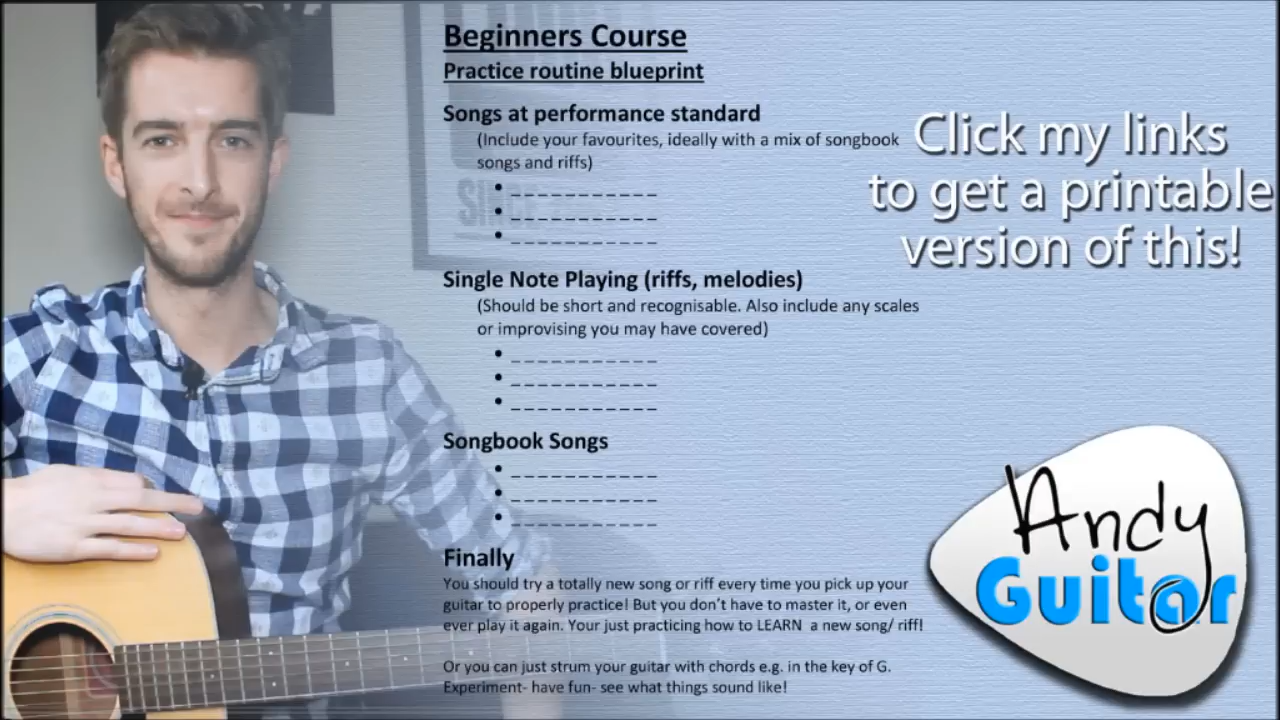 Beginners Course
Practice routine blueprint
Songs at performance standard
(Include your favourites, ideally with a mix of songbook
songs and riffs)
• _ _ _ _ _ _ _ _ _ _ _
• _ _ _ _ _ _ _ _ _ _ _
• _ _ _ _ _ _ _ _ _ _ _
Single Note Playing (riffs, melodies)
(Should be short and recognisable. Also include any scales
or improvising you may have covered)
• _ _ _ _ _ _ _ _ _ _ _
• _ _ _ _ _ _ _ _ _ _ _
• _ _ _ _ _ _ _ _ _ _ _
Songbook Songs
• _ _ _ _ _ _ _ _ _ _ _
• _ _ _ _ _ _ _ _ _ _ _
• _ _ _ _ _ _ _ _ _ _ _
Finally
You should try a totally new song or riff every time you pick up your
guitar to properly practice! But you don't have to master it, or even
ever play it again. Your just practicing how to LEARN a new song/ riff!
Or you can just strum your guitar with chords e.g. in the key of G.
Experiment- have fun- see what things sound like!
Click my links
to get a printable
version of this!
Andy
Guitar